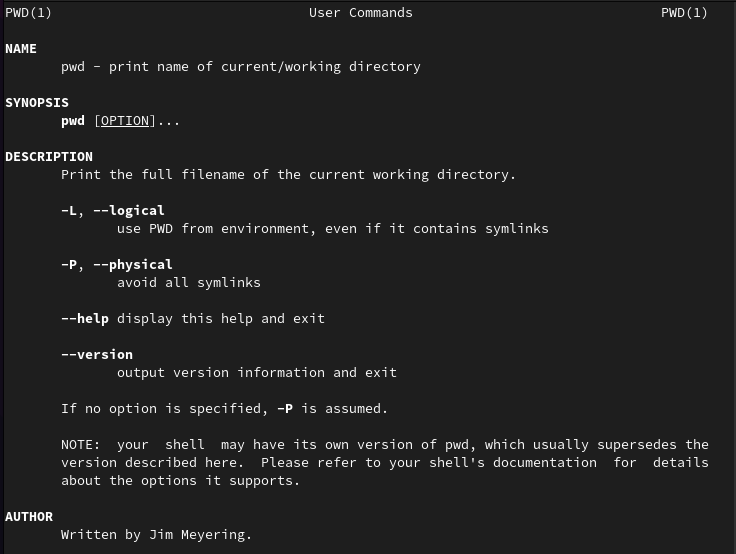 PWD(1) User Commands PWD(1)
NAME
pwd - print name of current/working directory
SYNOPSIS
pwd [OPTION]...
DESCRIPTION
Print the full filename of the current working directory.
-L, --logical
use PWD from environment, even if it contains symlinks
-P, --physical
avoid all symlinks
--help display this help and exit
--version
output version information and exit
If no option is specified, -P is assumed.
NOTE:  your  shell  may have its own version of pwd, which usually supersedes the
version described here.  Please refer to your shell's documentation  for  details
about the options it supports.
AUTHOR
Written by Jim Meyering.